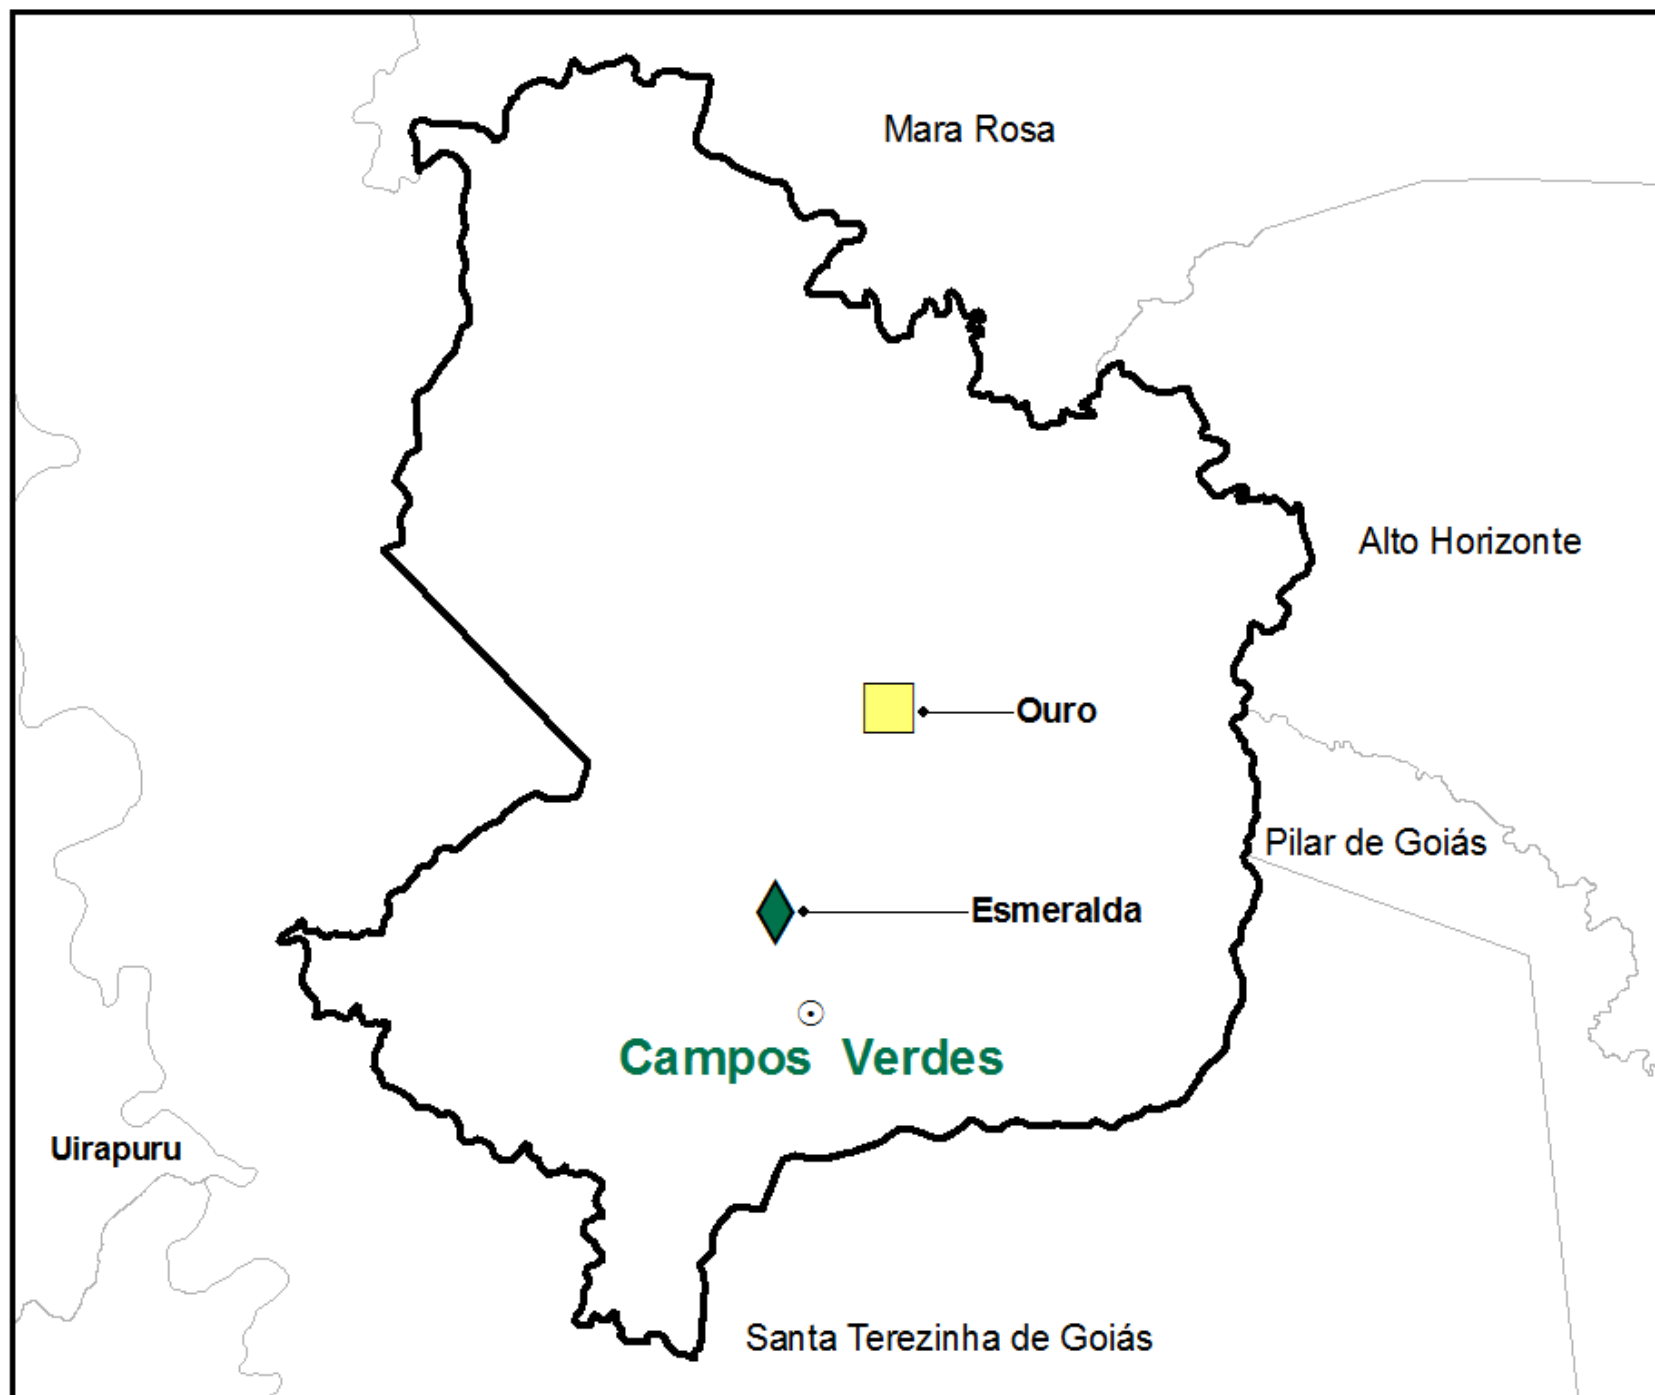 Mara Rosa
Alto Horizonte
Ouro
Pilar de Goiás
Esmeralda
Campos Verdes
Uirapuru
Santa Terezinha de Goiás